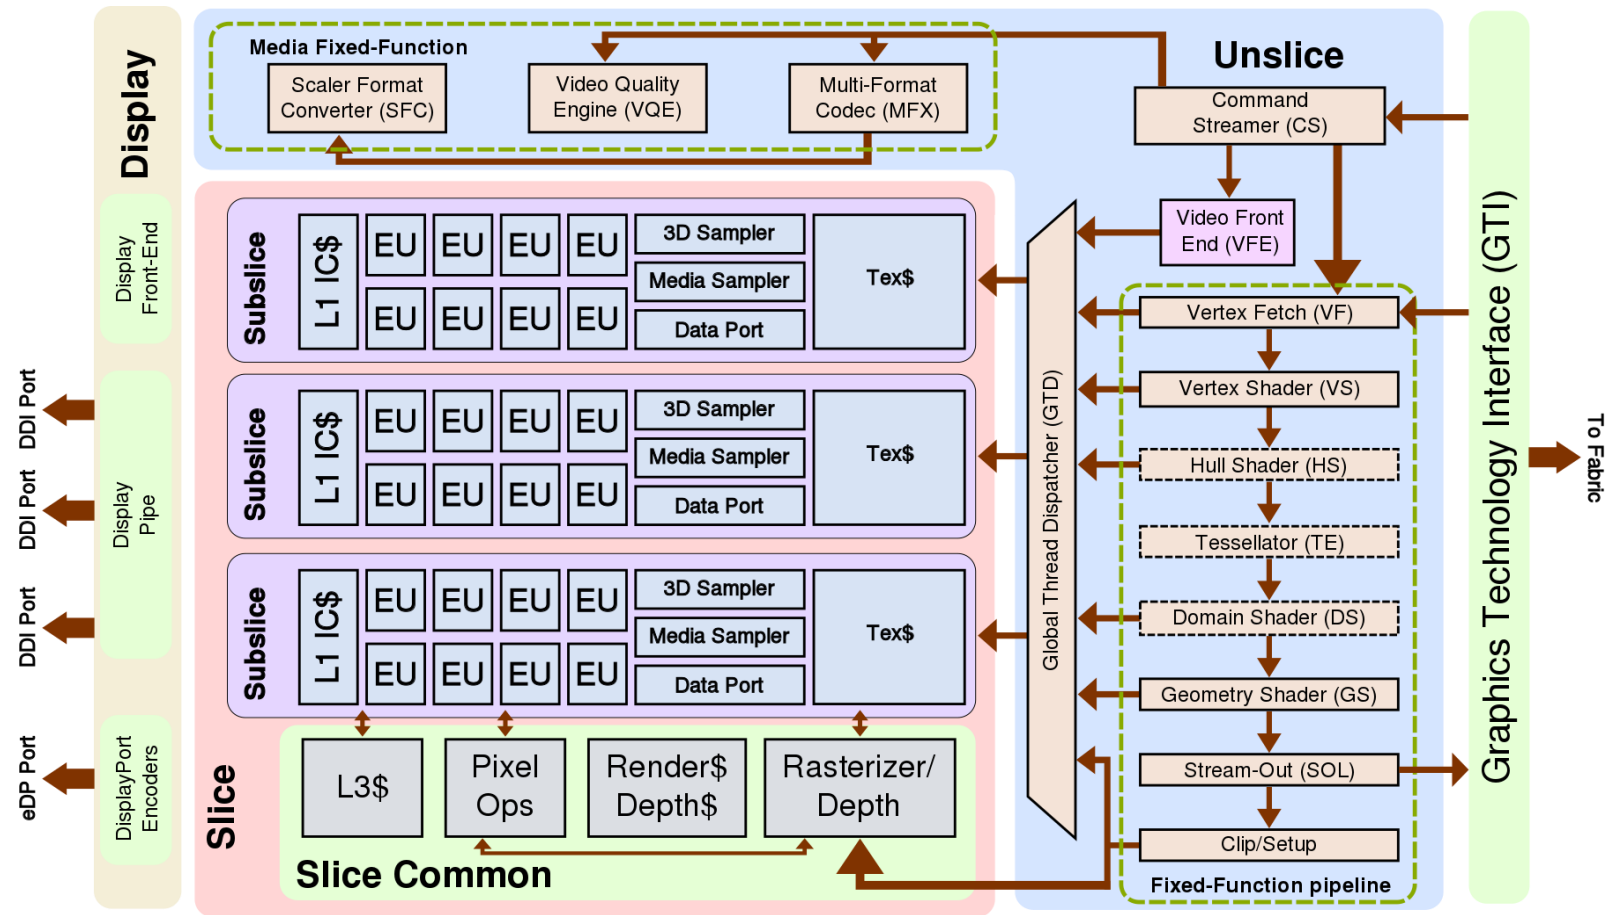 Display
Display
Front-End
Display
Pipe
DisplayPort
Encoders
DDI Port
DDI Port
DDI Port
eDP Port
Media Fixed-Function
Scaler Format
Converter (SFC)
Video Quality
Engine (VQE)
Multi-Format
Codec (MFX)
Unslice
Command
Streamer (CS)
Video Front
End (VFE)
Subslice
L1 IC$
EU EU EU EU
EU EU EU EU
3D Sampler
Media Sampler
Data Port
Tex$
Subslice
L1 IC$
EU EU EU EU
EU EU EU EU
3D Sampler
Media Sampler
Data Port
Tex$
Subslice
L1 IC$
EU EU EU EU
EU EU EU EU
3D Sampler
Media Sampler
Data Port
Tex$
Slice
L3$
Pixel
Ops
Render$
Depth$
Rasterizer/
Depth
Slice Common
Global Thread Dispatcher (GTD)
Vertex Fetch (VF)
Vertex Shader (VS)
Hull Shader (HS)
Tessellator (TE)
Domain Shader (DS)
Geometry Shader (GS)
Stream-Out (SOL)
Clip/Setup
Fixed-Function pipeline
Graphics Technology Interface (GTI)
To Fabric